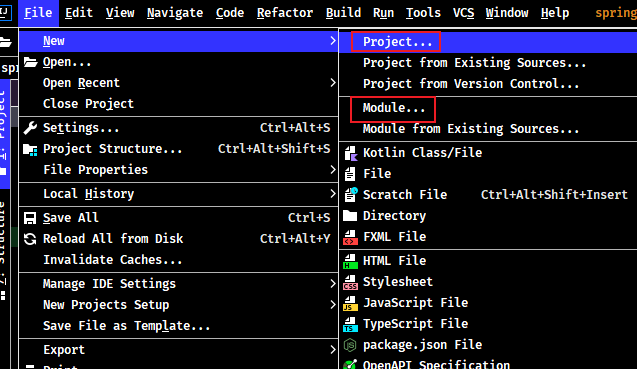 File Edit View Navigate Code Refactor Build Run Tools VCS Window Help spring
New
Open...
Open Recent
Close Project
Settings... Ctrl+Alt+S
Project Structure... Ctrl+Alt+Shift+S
File Properties
Local History
Save All Ctrl+S
Reload All from Disk Ctrl+Alt+Y
Invalidate Caches...
Manage IDE Settings
New Projects Setup
Save File as Template...
Export
Print
Project...
Project from Existing Sources...
Project from Version Control...
Module...
Module from Existing Sources...
Kotlin Class/File
File
Scratch File Ctrl+Alt+Shift+Insert
Directory
FXML File
HTML File
Stylesheet
JavaScript File
TypeScript File
package.json File
OpenAPI Specification
spr
1: Project
7: Structure